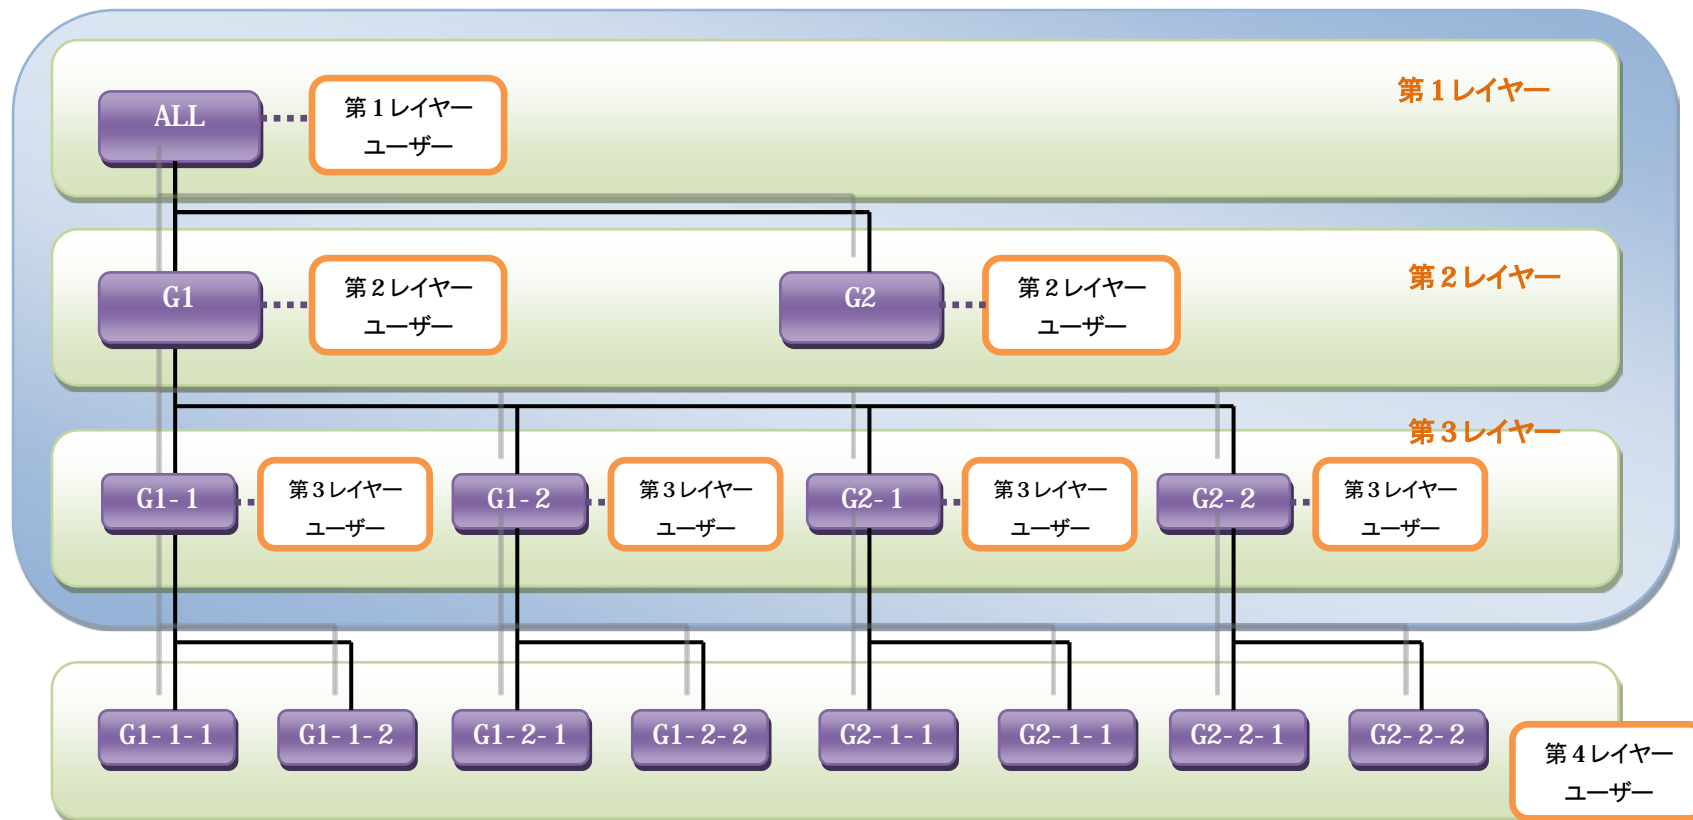 第1レイヤー
ALL
第1レイヤー
ユーザー
第2レイヤー
G1
第2レイヤー
ユーザー
G2
第2レイヤー
ユーザー
第3レイヤー
G1-1
第3レイヤー
ユーザー
G1-2
第3レイヤー
ユーザー
G2-1
第3レイヤー
ユーザー
G2-2
第3レイヤー
ユーザー
G1-1-1
G1-1-2
G1-2-1
G1-2-2
G2-1-1
G2-1-1
G2-2-1
G2-2-2
第4レイヤー
ユーザー